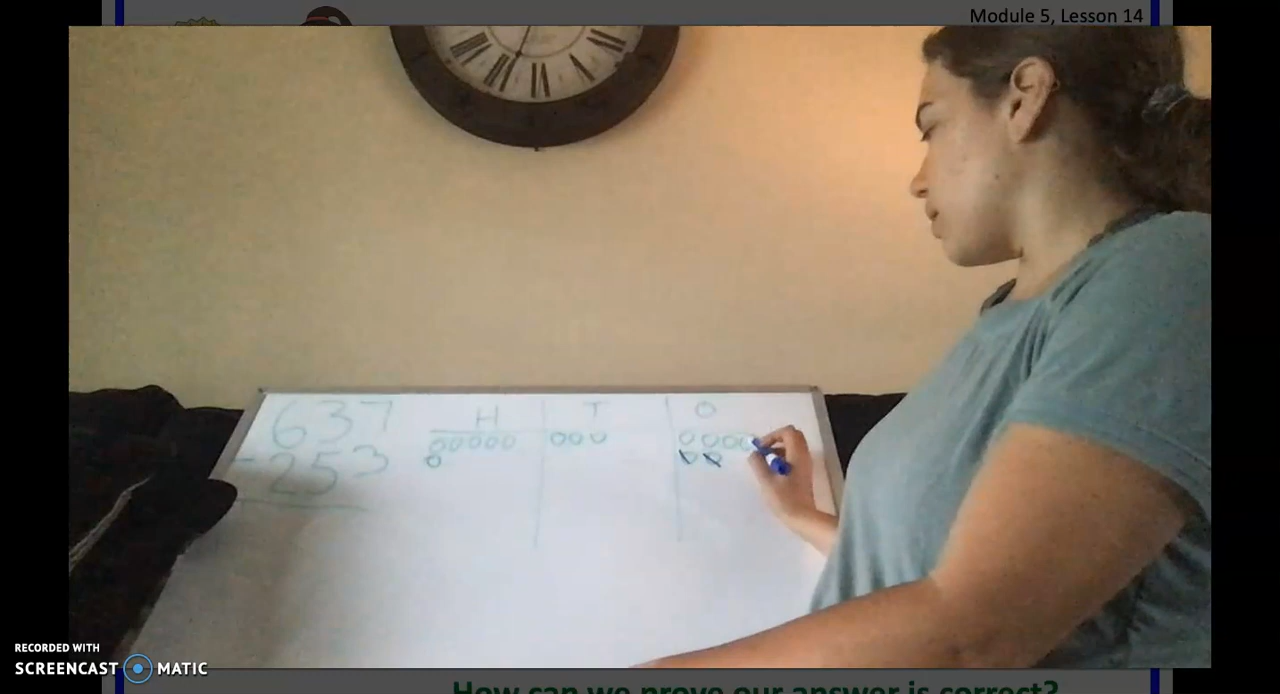 Module 5, Lesson 14
637 H T O
- 253
RECORDED WITH
SCREENCAST MATIC
How can we prove our answer is correct?